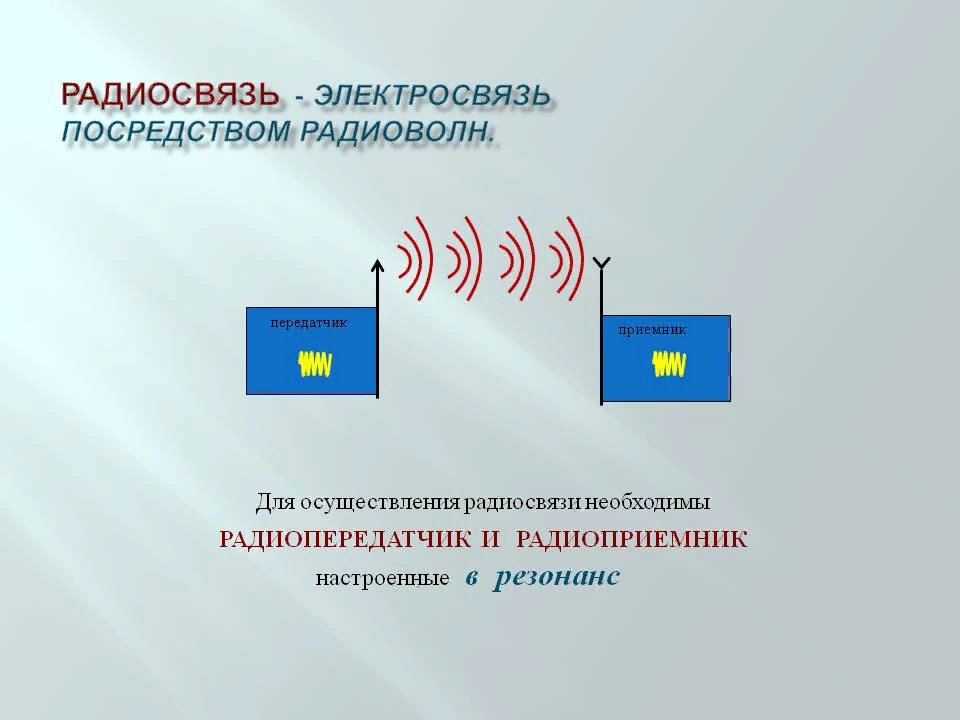 РАДИОСВЯЗЬ - ЭЛЕКТРОСВЯЗЬ
ПОСРЕДСТВОМ РАДИОВОЛН.
передатчик
приемник
Для осуществления радиосвязи необходимы
РАДИОПЕРЕДАТЧИК И РАДИОПРИЕМНИК
настроенные в резонанс